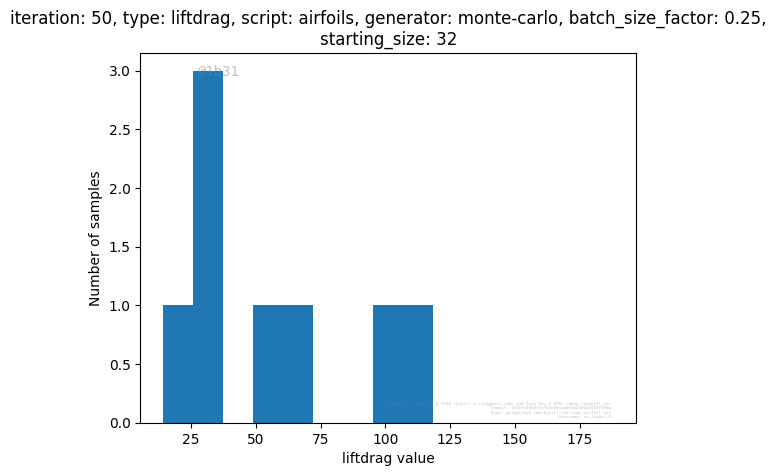 iteration: 50, type: liftdrag, script: airfoils, generator: monte-carlo, batch_size_factor: 0.25,
starting_size: 32
@1b31
3.0
2.5
2.0
1.5
1.0
0.5
0.0
Number of samples
25 50 75 100 125 150 175
liftdrag value